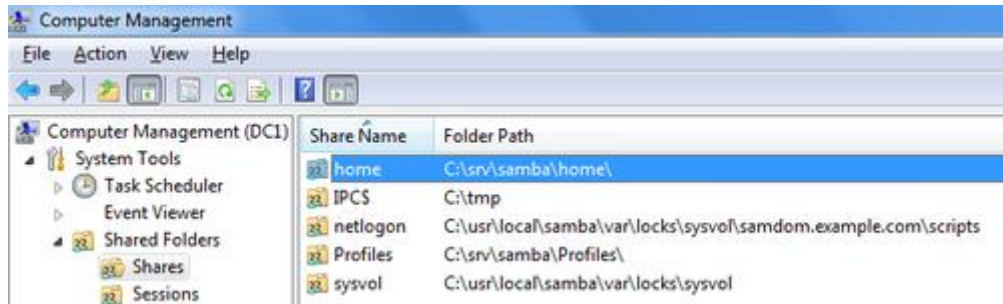 Computer Management
File Action View Help
Computer Management (DC1)
System Tools
Task Scheduler
Event Viewer
Shared Folders
Shares
Sessions
Share Name Folder Path
home C:\srv\samba\home\
IPC$ C:\tmp
netlogon C:\usr\local\samba\var\locks\sysvol\samdom.example.com\scripts
Profiles C:\srv\samba\Profiles\
sysvol C:\usr\local\samba\var\locks\sysvol